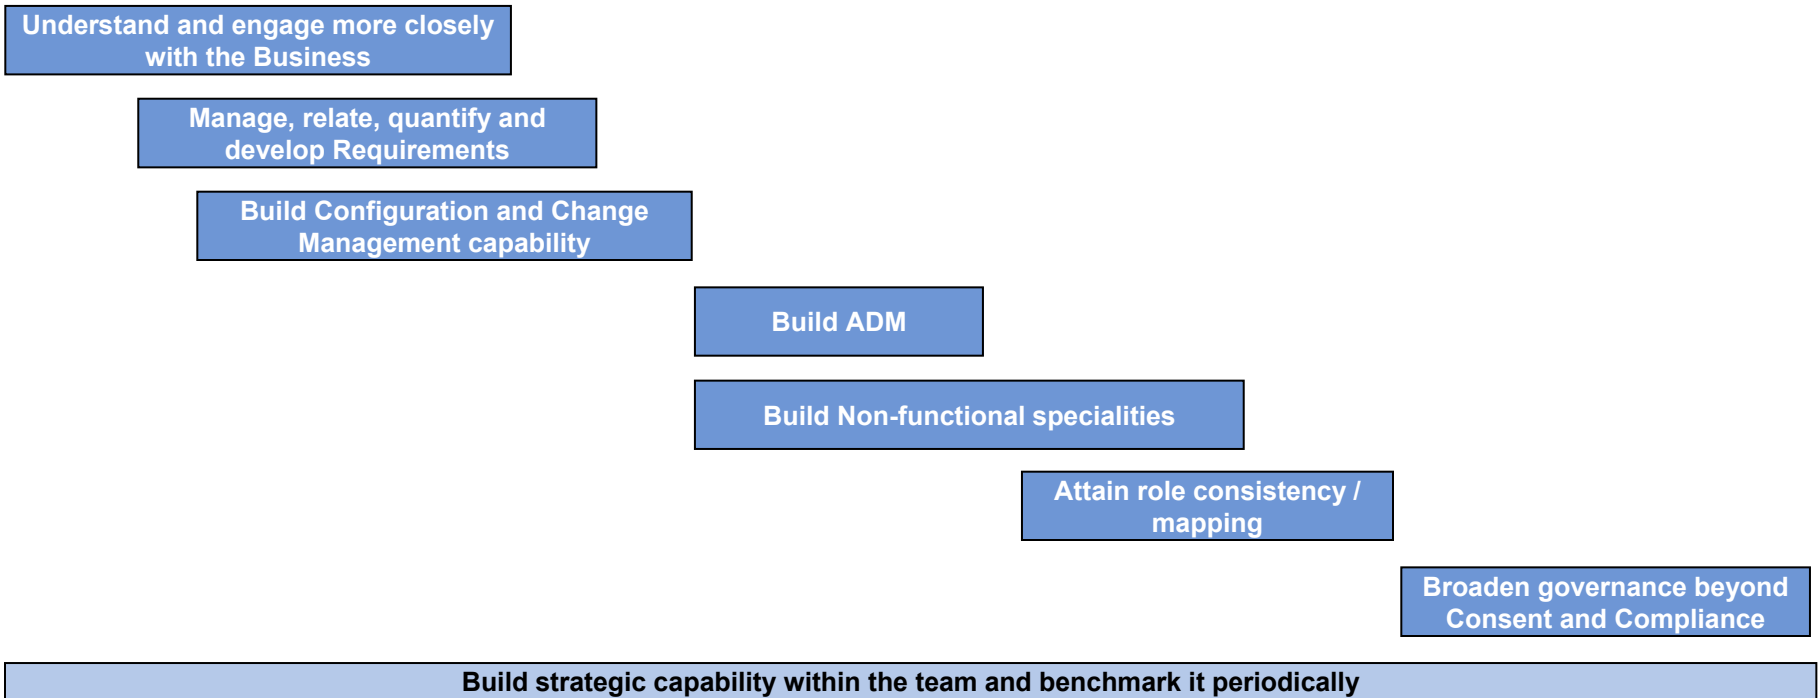 Understand and engage more closely
with the Business
Manage, relate, quantify and
develop Requirements
Build Configuration and Change
Management capability
Build ADM
Build Non-functional specialities
Attain role consistency /
mapping
Broaden governance beyond
Consent and Compliance
Build strategic capability within the team and benchmark it periodically